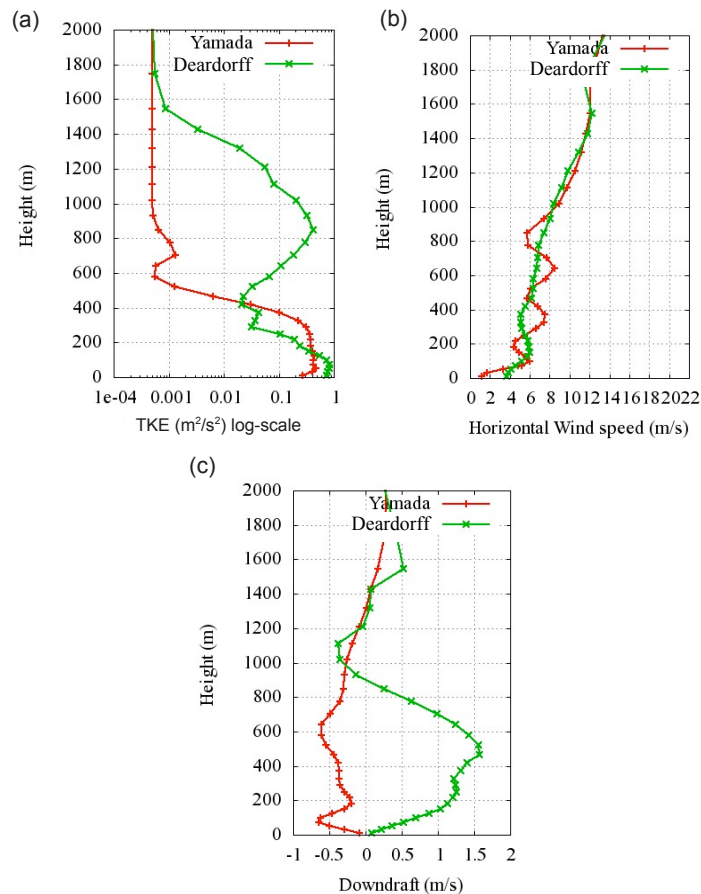 (a)
2000
1800
1600
1400
1200
1000
800
600
400
200
0
Height (m)
Yamada
Deardorff
1e-04 0.001 0.01 0.1 1
TKE (m²/s²) log-scale
(b)
2000
1800
1600
1400
1200
1000
800
600
400
200
0
Height (m)
Yamada
Deardorff
0 2 4 6 8 10 12 14 16 18 20 22
Horizontal Wind speed (m/s)
(c)
2000
1800
1600
1400
1200
1000
800
600
400
200
0
Height (m)
Yamada
Deardorff
-1 -0.5 0 0.5 1 1.5 2
Downdraft (m/s)